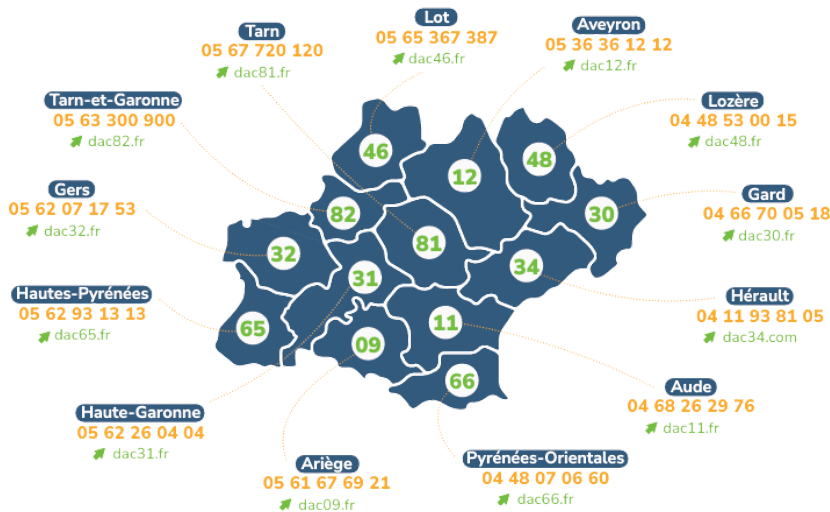 Lot
05 65 367 387
dac46.fr
Tarn
05 67 720 120
dac81.fr
Aveyron
05 36 36 12 12
dac12.fr
Tarn-et-Garonne
05 63 300 900
dac82.fr
Lozère
04 48 53 00 15
dac48.fr
Gers
05 62 07 17 53
dac32.fr
Gard
04 66 70 05 18
dac30.fr
Hautes-Pyrénées
05 62 93 13 13
dac65.fr
Hérault
04 11 93 81 05
dac34.com
46
48
12
82
30
81
32
34
31
11
65
09
66
Aude
04 68 26 29 76
dac11.fr
Haute-Garonne
05 62 26 04 04
dac31.fr
Ariège
05 61 67 69 21
dac09.fr
Pyrénées-Orientales
04 48 07 06 60
dac66.fr